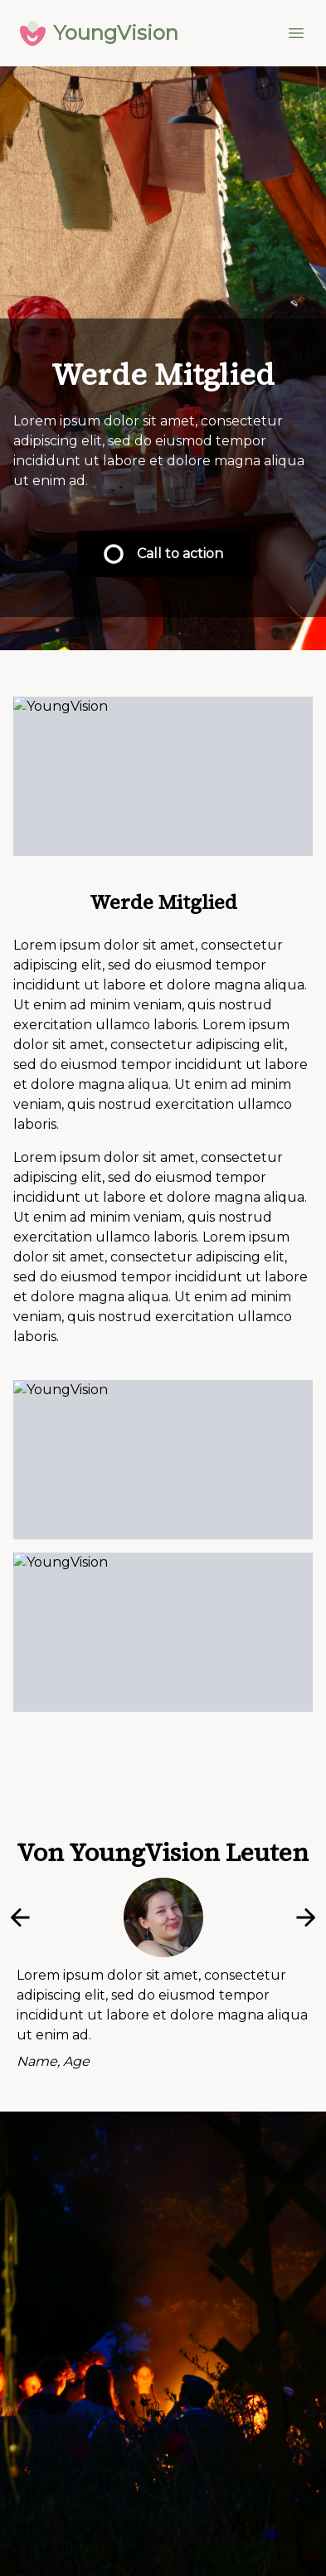 YoungVision
Werde Mitglied
Lorem ipsum dolor sit amet, consectetur
adipiscing elit, sed do eiusmod tempor
incididunt ut labore et dolore magna aliqua
ut enim ad.
Call to action
YoungVision
Werde Mitglied
Lorem ipsum dolor sit amet, consectetur
adipiscing elit, sed do eiusmod tempor
incididunt ut labore et dolore magna aliqua.
Ut enim ad minim veniam, quis nostrud
exercitation ullamco laboris. Lorem ipsum
dolor sit amet, consectetur adipiscing elit,
sed do eiusmod tempor incididunt ut labore
et dolore magna aliqua. Ut enim ad minim
veniam, quis nostrud exercitation ullamco
laboris.
Lorem ipsum dolor sit amet, consectetur
adipiscing elit, sed do eiusmod tempor
incididunt ut labore et dolore magna aliqua.
Ut enim ad minim veniam, quis nostrud
exercitation ullamco laboris. Lorem ipsum
dolor sit amet, consectetur adipiscing elit,
sed do eiusmod tempor incididunt ut labore
et dolore magna aliqua. Ut enim ad minim
veniam, quis nostrud exercitation ullamco
laboris.
YoungVision
YoungVision
Von YoungVision Leuten
Lorem ipsum dolor sit amet, consectetur
adipiscing elit, sed do eiusmod tempor
incididunt ut labore et dolore magna aliqua
ut enim ad.
Name, Age